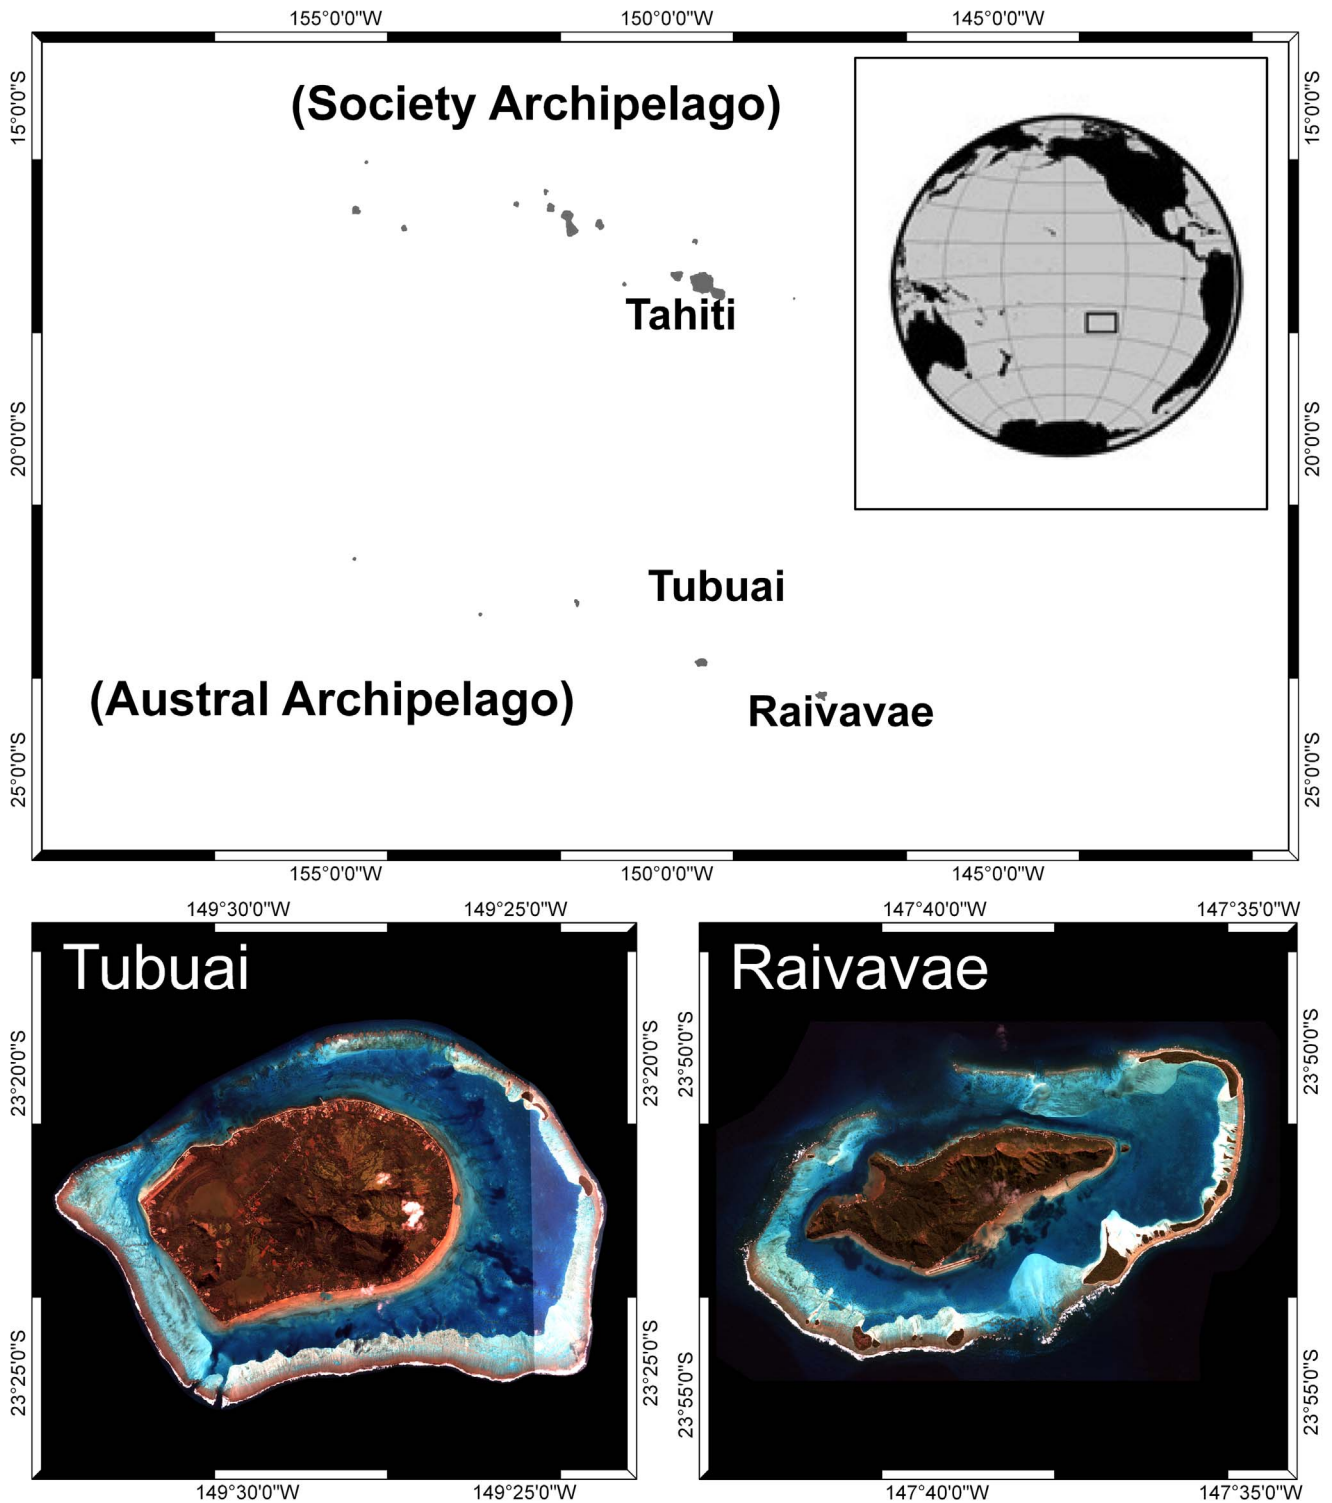 155°0'0"W 150°0'0"W 145°0'0"W
15°0'0"S 15°0'0"S
(Society Archipelago)
Tahiti
20°0'0"S 20°0'0"S
Tubuai
(Austral Archipelago)
Raivavae
25°0'0"S 25°0'0"S
155°0'0"W 150°0'0"W 145°0'0"W
149°30'0"W 149°25'0"W
147°40'0"W 147°35'0"W
Tubuai
Raivavae
23°20'0"S 23°20'0"S
23°50'0"S 23°50'0"S
23°25'0"S 23°25'0"S
23°55'0"S 23°55'0"S
149°30'0"W 149°25'0"W
147°40'0"W 147°35'0"W